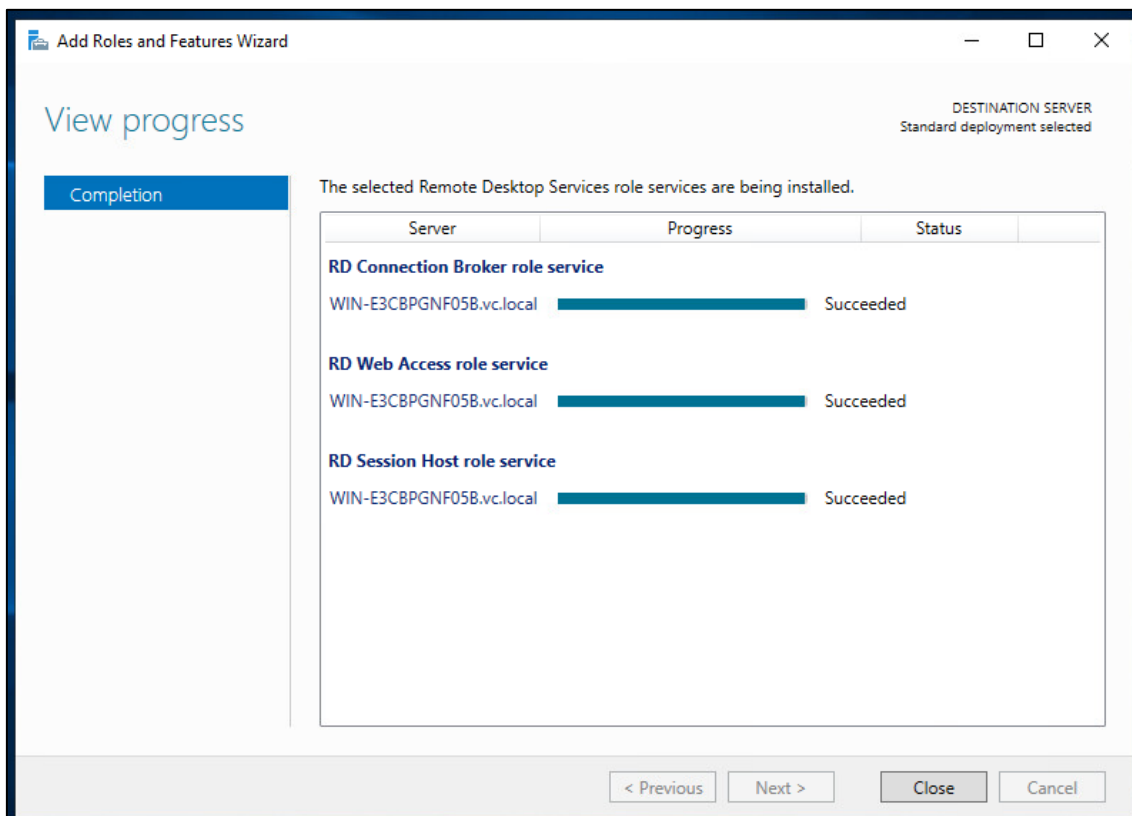 Add Roles and Features Wizard
View progress
DESTINATION SERVER
Standard deployment selected
Completion
The selected Remote Desktop Services role services are being installed.
Server Progress Status
RD Connection Broker role service
WIN-E3CBPGNF05B.vc.local Succeeded
RD Web Access role service
WIN-E3CBPGNF05B.vc.local Succeeded
RD Session Host role service
WIN-E3CBPGNF05B.vc.local Succeeded
< Previous Next > Close Cancel